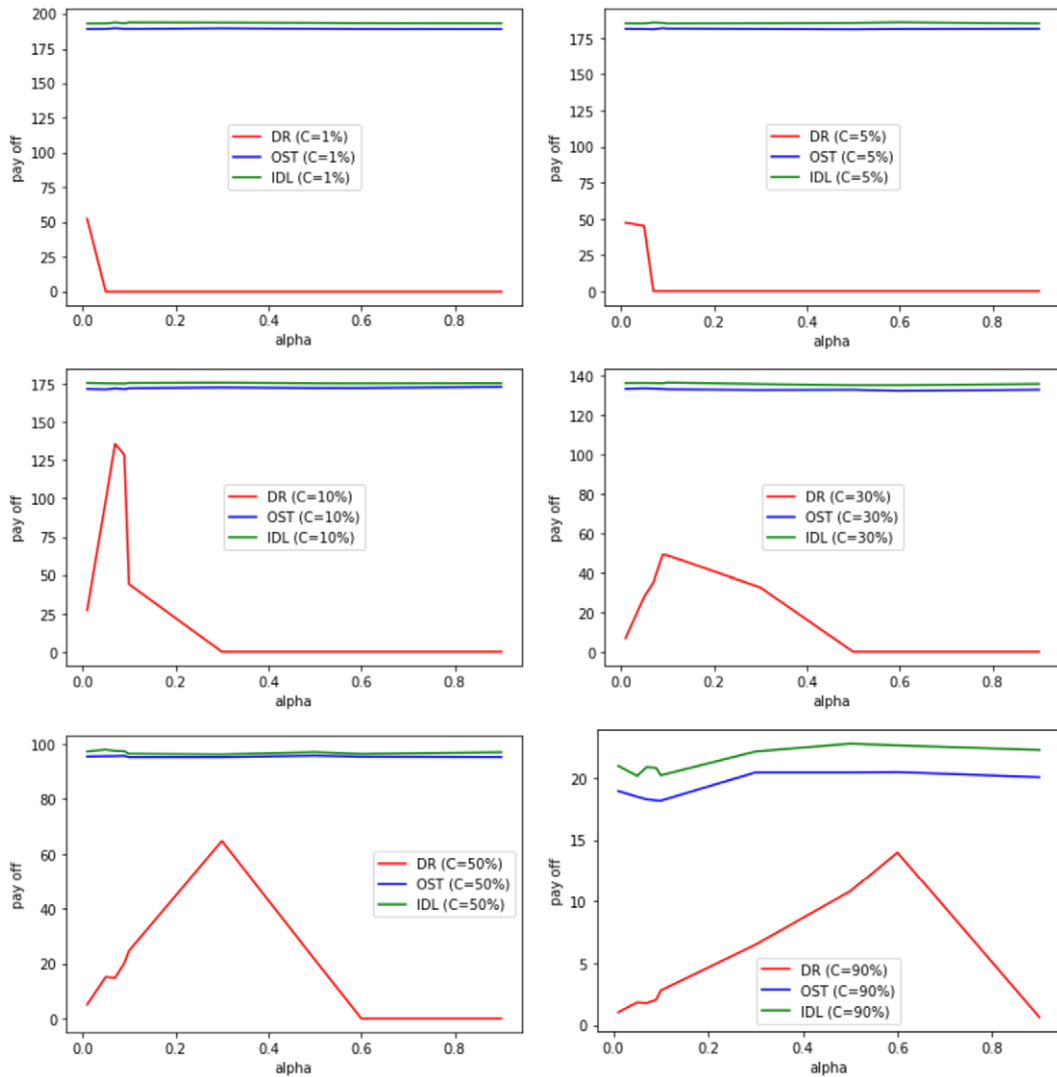 200
175
150
125
100
75
50
25
0
pay off
DR (C=1%)
OST (C=1%)
IDL (C=1%)
0.0 0.2 0.4 0.6 0.8
alpha
175
150
125
100
75
50
25
0
pay off
DR (C=5%)
OST (C=5%)
IDL (C=5%)
0.0 0.2 0.4 0.6 0.8
alpha
175
150
125
100
75
50
25
0
pay off
DR (C=10%)
OST (C=10%)
IDL (C=10%)
0.0 0.2 0.4 0.6 0.8
alpha
140
120
100
80
60
40
20
0
pay off
DR (C=30%)
OST (C=30%)
IDL (C=30%)
0.0 0.2 0.4 0.6 0.8
alpha
100
80
60
40
20
0
pay off
DR (C=50%)
OST (C=50%)
IDL (C=50%)
0.0 0.2 0.4 0.6 0.8
alpha
20
15
10
5
0
pay off
DR (C=90%)
OST (C=90%)
IDL (C=90%)
0.0 0.2 0.4 0.6 0.8
alpha